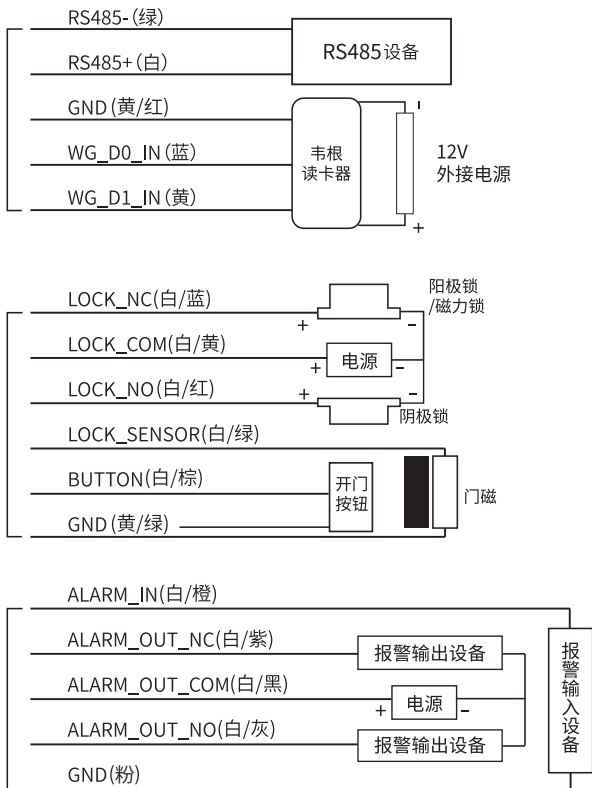 RS485-(绿)
RS485+(白)
RS485设备
GND(黄/红)
WG_D0_IN(蓝)
WG_D1_IN(黄)
韦根
读卡器
-
+
12V
外接电源
LOCK_NC(白/蓝)
+
-
阳极锁
/磁力锁
LOCK_COM(白/黄)
+
电源
-
LOCK_NO(白/红)
+
-
阴极锁
LOCK_SENSOR(白/绿)
BUTTON(白/棕)
GND(黄/绿)
开门
按钮
门磁
ALARM_IN(白/橙)
ALARM_OUT_NC(白/紫)
报警输出设备
ALARM_OUT_COM(白/黑)
+
电源
-
ALARM_OUT_NO(白/灰)
报警输出设备
GND(粉)
报警输入设备